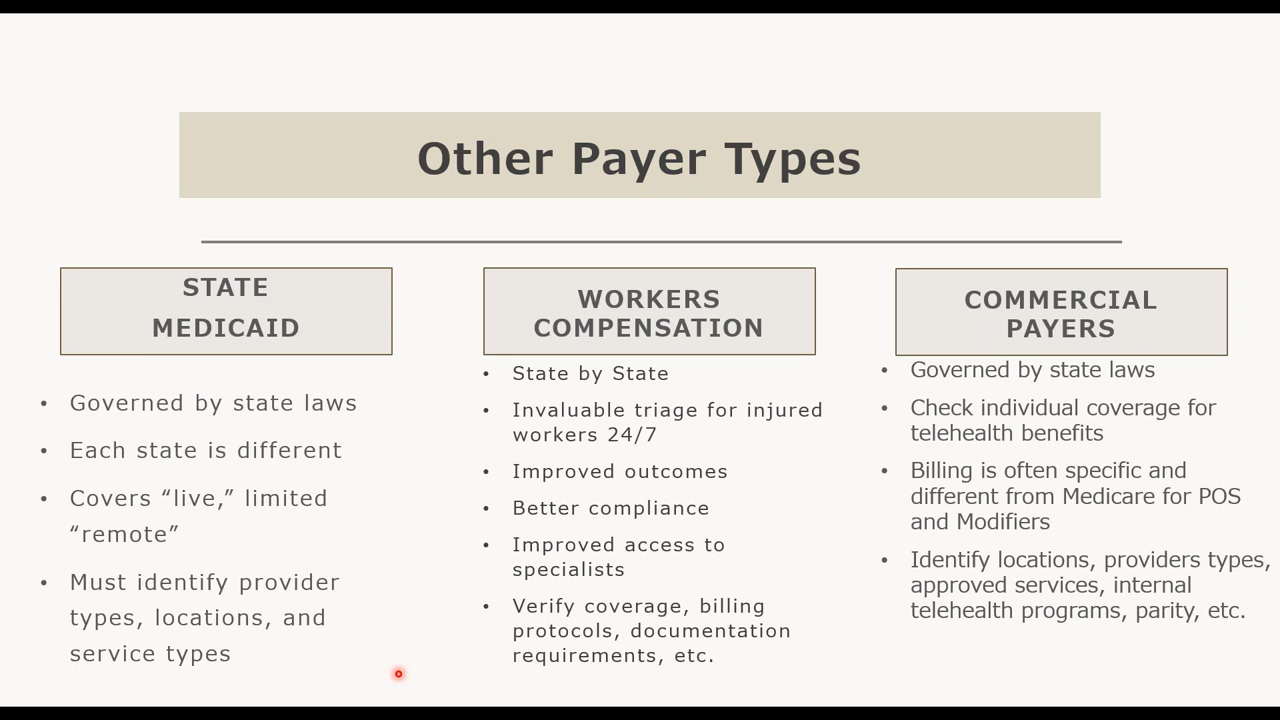 Other Payer Types
STATE
MEDICAID
• Governed by state laws
• Each state is different
• Covers “live,” limited
“remote”
• Must identify provider
types, locations, and
service types
WORKERS
COMPENSATION
• State by State
• Invaluable triage for injured
workers 24/7
• Improved outcomes
• Better compliance
• Improved access to
specialists
• Verify coverage, billing
protocols, documentation
requirements, etc.
COMMERCIAL
PAYERS
• Governed by state laws
• Check individual coverage for
telehealth benefits
• Billing is often specific and
different from Medicare for POS
and Modifiers
• Identify locations, providers types,
approved services, internal
telehealth programs, parity, etc.